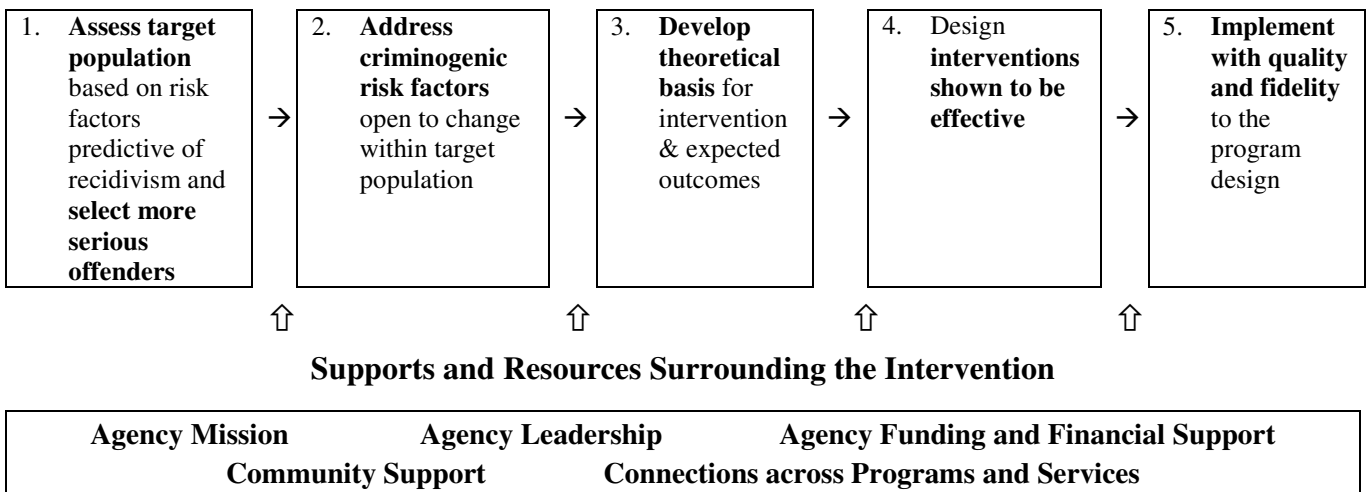 1. Assess target
population
based on risk
factors
predictive of
recidivism and
select more
serious
offenders
→
2. Address
criminogenic
risk factors
open to change
within target
population
→
3. Develop
theoretical
basis for
intervention
& expected
outcomes
→
4. Design
interventions
shown to be
effective
→
5. Implement
with quality
and fidelity
to the
program
design
⇧ ⇧ ⇧ ⇧
Supports and Resources Surrounding the Intervention
Agency Mission Agency Leadership Agency Funding and Financial Support
Community Support Connections across Programs and Services